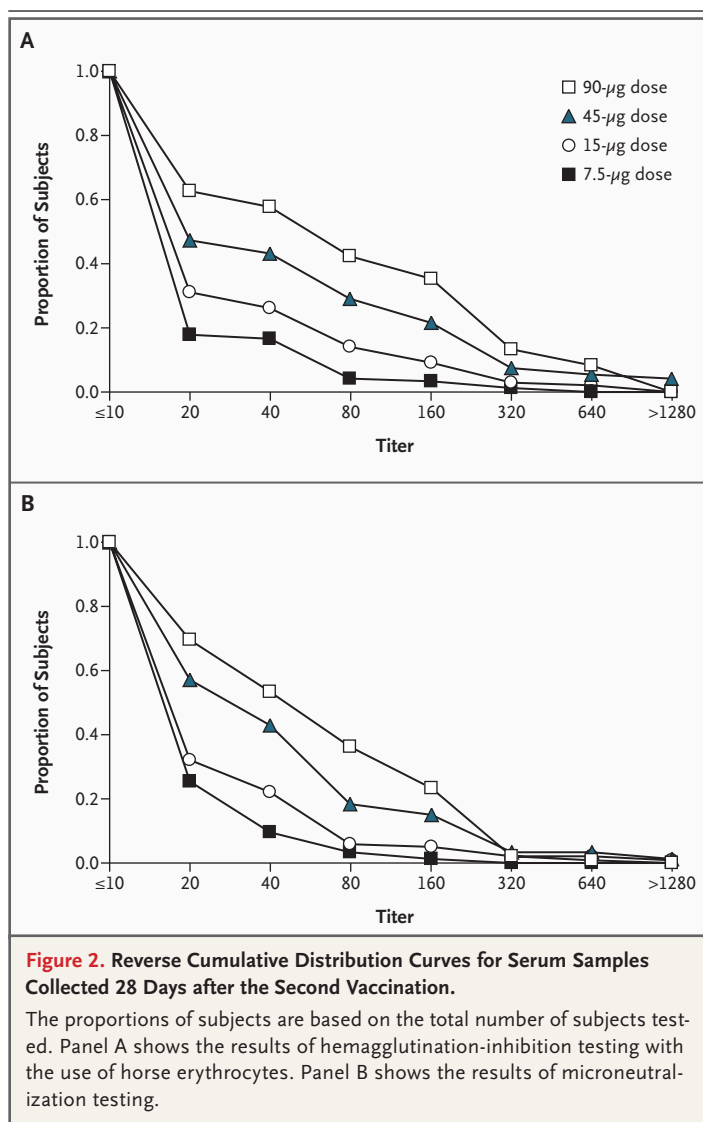 A
1.0
0.8
0.6
0.4
0.2
0.0
Proportion of Subjects
90-µg dose
45-µg dose
15-µg dose
7.5-µg dose
≤10 20 40 80 160 320 640 >1280
Titer
B
1.0
0.8
0.6
0.4
0.2
0.0
Proportion of Subjects
≤10 20 40 80 160 320 640 >1280
Titer
Figure 2. Reverse Cumulative Distribution Curves for Serum Samples
Collected 28 Days after the Second Vaccination.
The proportions of subjects are based on the total number of subjects test-
ed. Panel A shows the results of hemagglutination-inhibition testing with
the use of horse erythrocytes. Panel B shows the results of microneutral-
ization testing.